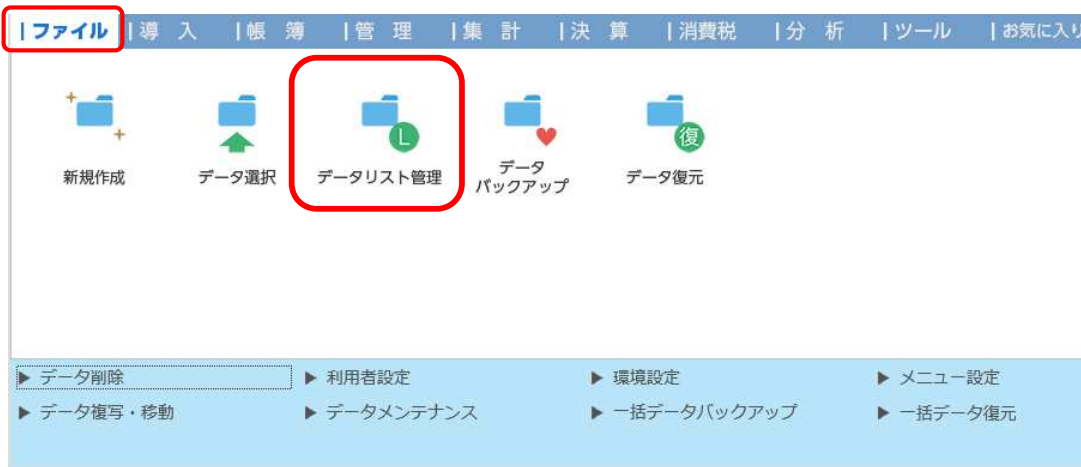 |ファイル |導 入 |帳 簿 |管 理 |集 計 |決 算 |消費税 |分 析 |ツール |お気に入り
新規作成 データ選択 データリスト管理 データ バックアップ データ復元
L 復
▶ データ削除 ▶ 利用者設定 ▶ 環境設定 ▶ メニュー設定
▶ データ複写・移動 ▶ データメンテナンス ▶ 一括データバックアップ ▶ 一括データ復元